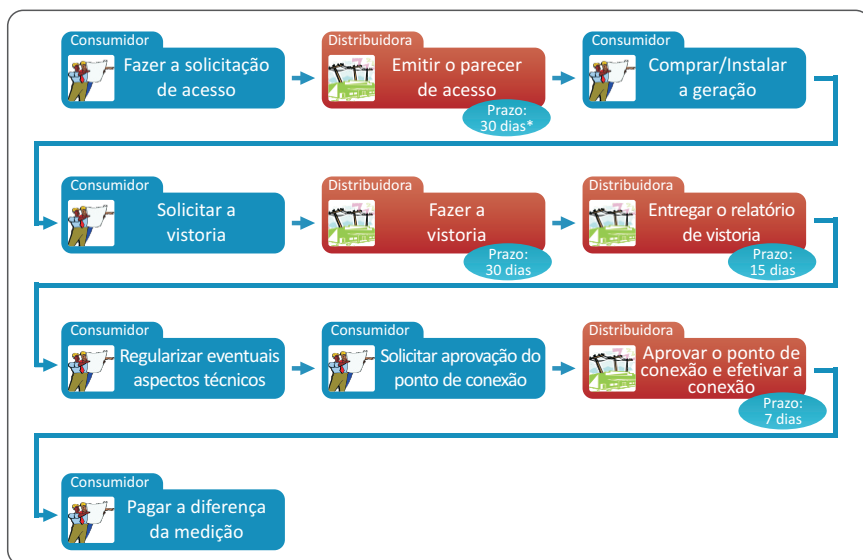 Consumidor
Fazer a solicitação
de acesso
Distribuidora
Emitir o parecer
de acesso
Prazo:
30 dias*
Consumidor
Comprar/Instalar
a geração
Consumidor
Solicitar a
vistoria
Distribuidora
Fazer a
vistoria
Prazo:
30 dias
Distribuidora
Entregar o relatório
de vistoria
Prazo:
15 dias
Consumidor
Regularizar eventuais
aspectos técnicos
Consumidor
Solicitar aprovação do
ponto de conexão
Distribuidora
Aprovar o ponto de
conexão e efetivar a
conexão
Prazo:
7 dias
Consumidor
Pagar a diferença
da medição